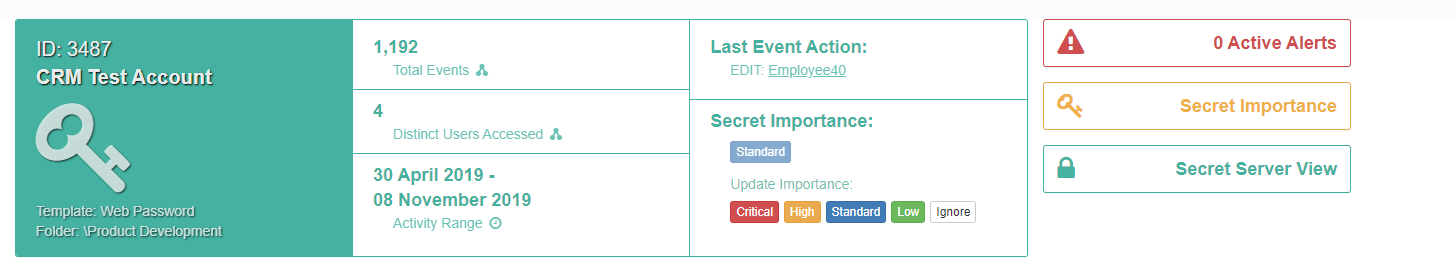 ID: 3487
CRM Test Account
Template: Web Password
Folder: \Product Development
1,192
Total Events
4
Distinct Users Accessed
30 April 2019 -
08 November 2019
Activity Range
Last Event Action:
EDIT: Employee40
Secret Importance:
Standard
Update Importance:
Critical High Standard Low Ignore
0 Active Alerts
Secret Importance
Secret Server View